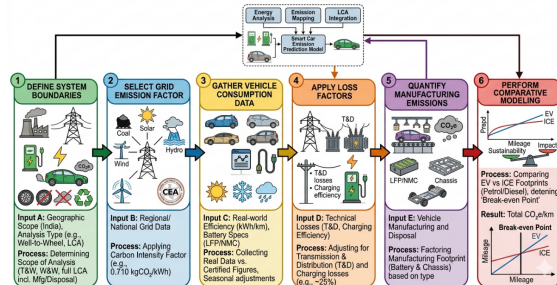 Energy
Analysis
Emission
Mapping
LCA
Integration
Smart Car
Emission
Prediction Model
1
DEFINE SYSTEM
BOUNDARIES
CO₂e
Input A: Geographic
Scope (India),
Analysis Type (e.g.,
Well-to-Wheel, LCA)
Process: Determining
Scope of Analysis
(T&W, W&W, full LCA
incl. Mfg/Disposal)
2
SELECT GRID
EMISSION FACTOR
Coal
Solar
Wind
Hydro
CEA
Input B: Regional/
National Grid Data
Process: Applying
Carbon Intensity Factor
(e.g., 0.710 kgCO₂/kWh)
3
GATHER VEHICLE
CONSUMPTION
DATA
Input C: Real-world
Efficiency (kWh/km),
Battery Specs
(LFP/NMC)
Process: Collecting
Real Data vs.
Certified Figures,
Seasonal adjustments
4
APPLY LOSS
FACTORS
T&D
• T&D
losses
• Charging
efficiency
Input D: Technical
Losses (T&D, Charging
Efficiency)
Process: Adjusting for
Transmission &
Distribution (T&D) and
Charging losses
(e.g., ~25%)
5
QUANTIFY
MANUFACTURING
EMISSIONS
CO₂e
LFP/NMC
Chassis
Input E: Vehicle
Manufacturing and
Disposal
Process: Factoring
Manufacturing Footprint
(Battery & Chassis)
based on type
6
PERFORM
COMPARATIVE
MODELING
EV
ICE
Mileage
Sustainability
Impact
Process: Comparing
EV vs ICE Footprints
(Petrol/Diesel), detening
'Break-even Point'
Result: Total CO₂e/km
Break-even Point
EV
ICE
Mileage
Mileage